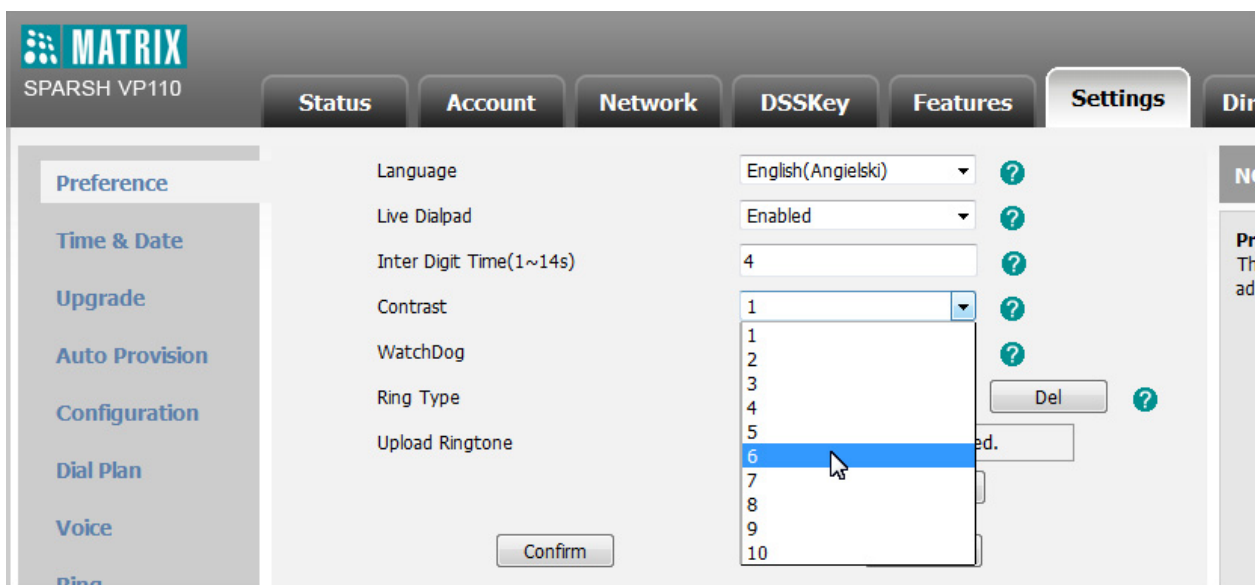 MATRIX
SPARSH VP110
Status Account Network DSSKey Features Settings
Preference
Time & Date
Upgrade
Auto Provision
Configuration
Dial Plan
Voice
Ring
Language English(Angielski) ?
Live Dialpad Enabled ?
Inter Digit Time(1~14s) 4 ?
Contrast 1 ?
1
2
3
4
5
6
7
8
9
10
WatchDog ?
Ring Type Del ?
Upload Ringtone
Confirm